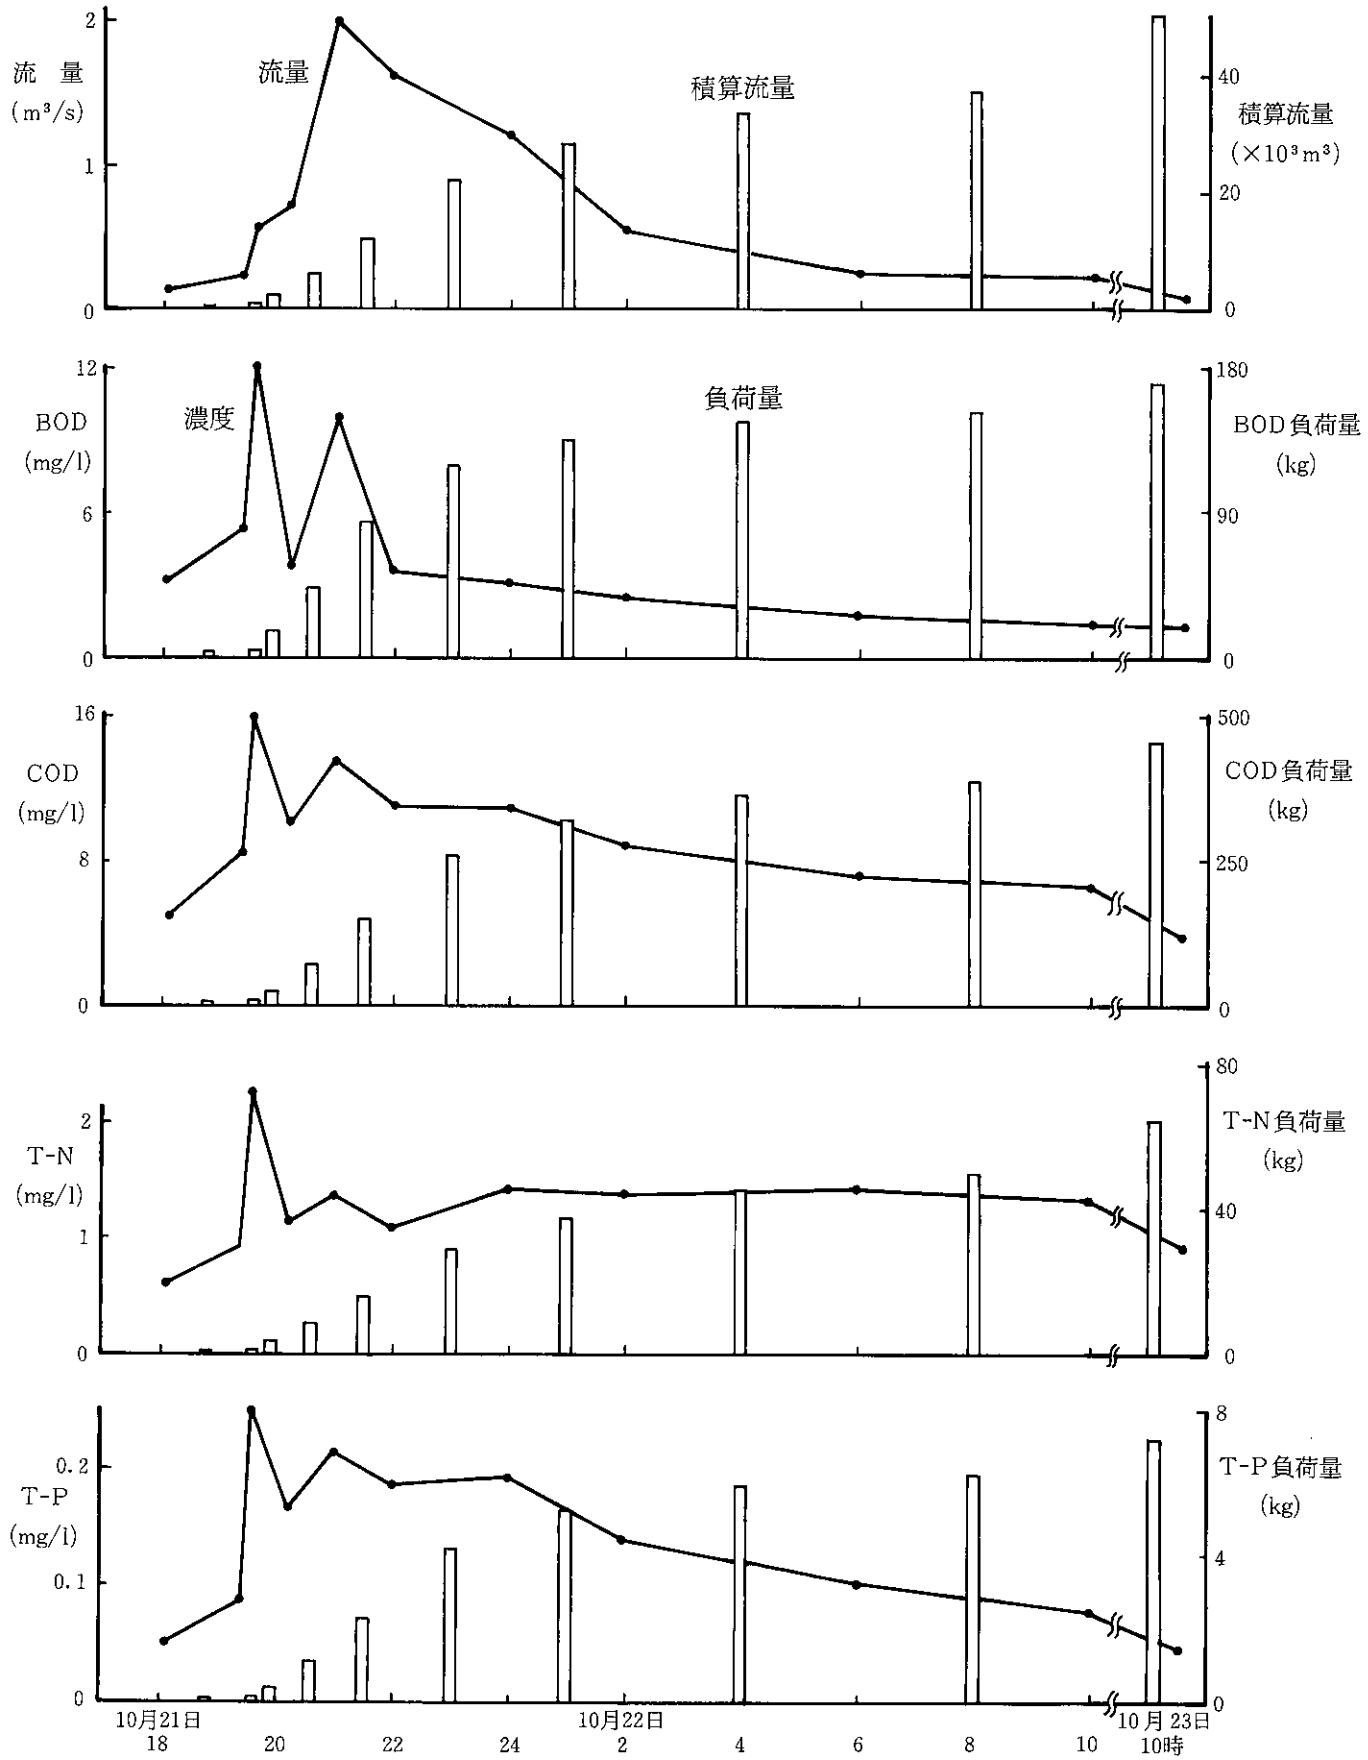 2
流量
(m³/s)
流量
1
0
積算流量
40
積算流量
(×10³m³)
20
0
12
BOD
(mg/l)
濃度
6
0
負荷量
180
BOD負荷量
(kg)
90
0
16
COD
(mg/l)
8
0
500
COD負荷量
(kg)
250
0
2
T-N
(mg/l)
1
0
80
T-N負荷量
(kg)
40
0
0.2
T-P
(mg/l)
0.1
0
8
T-P負荷量
(kg)
4
0
10月21日 10月22日 10月23日
18 20 22 24 2 4 6 8 10 10時